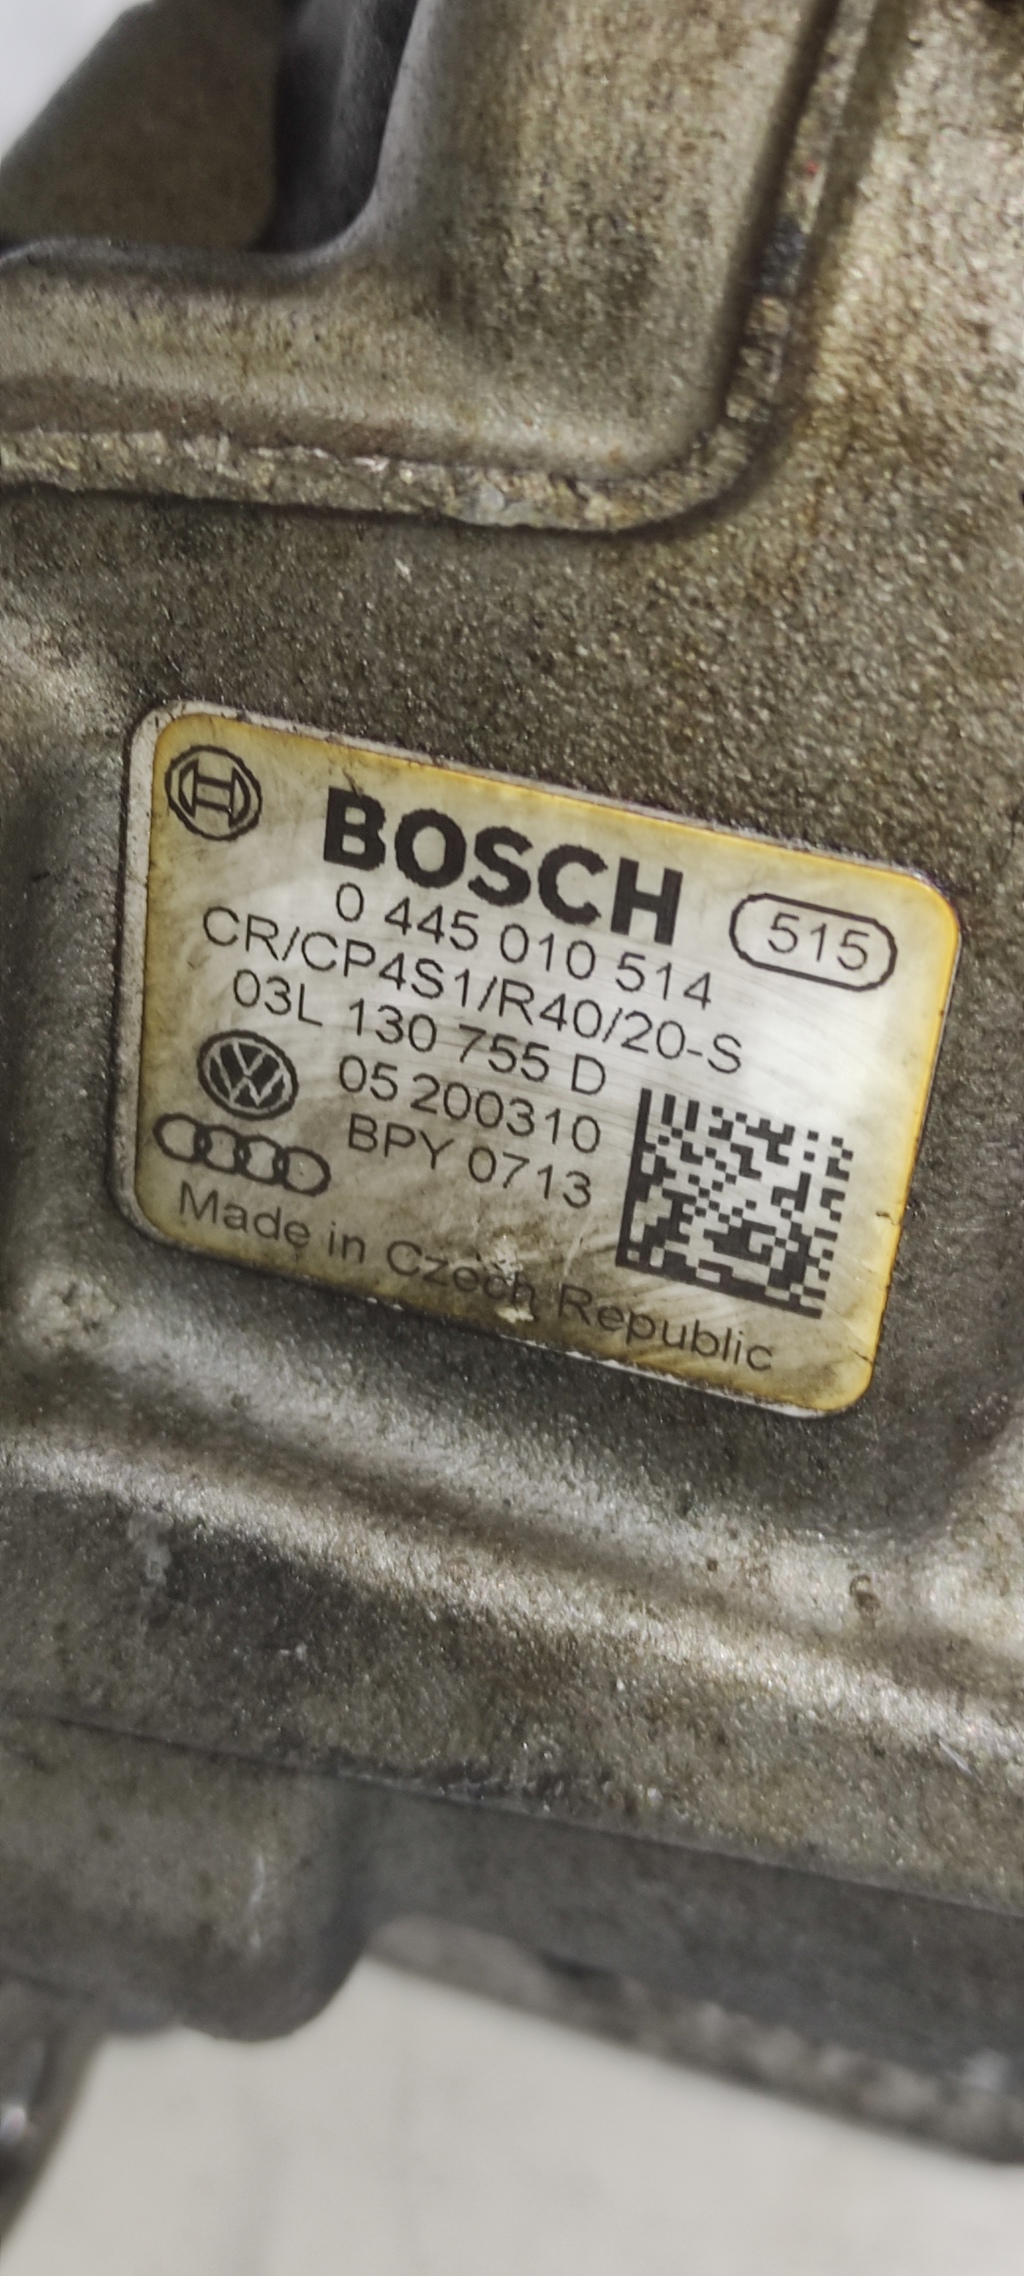 BOSCH
0 445 010 514
515
CR/CP4S1/R40/20-S
03L 130 755 D
05 200310
BPY 0713
Made in Czech Republic